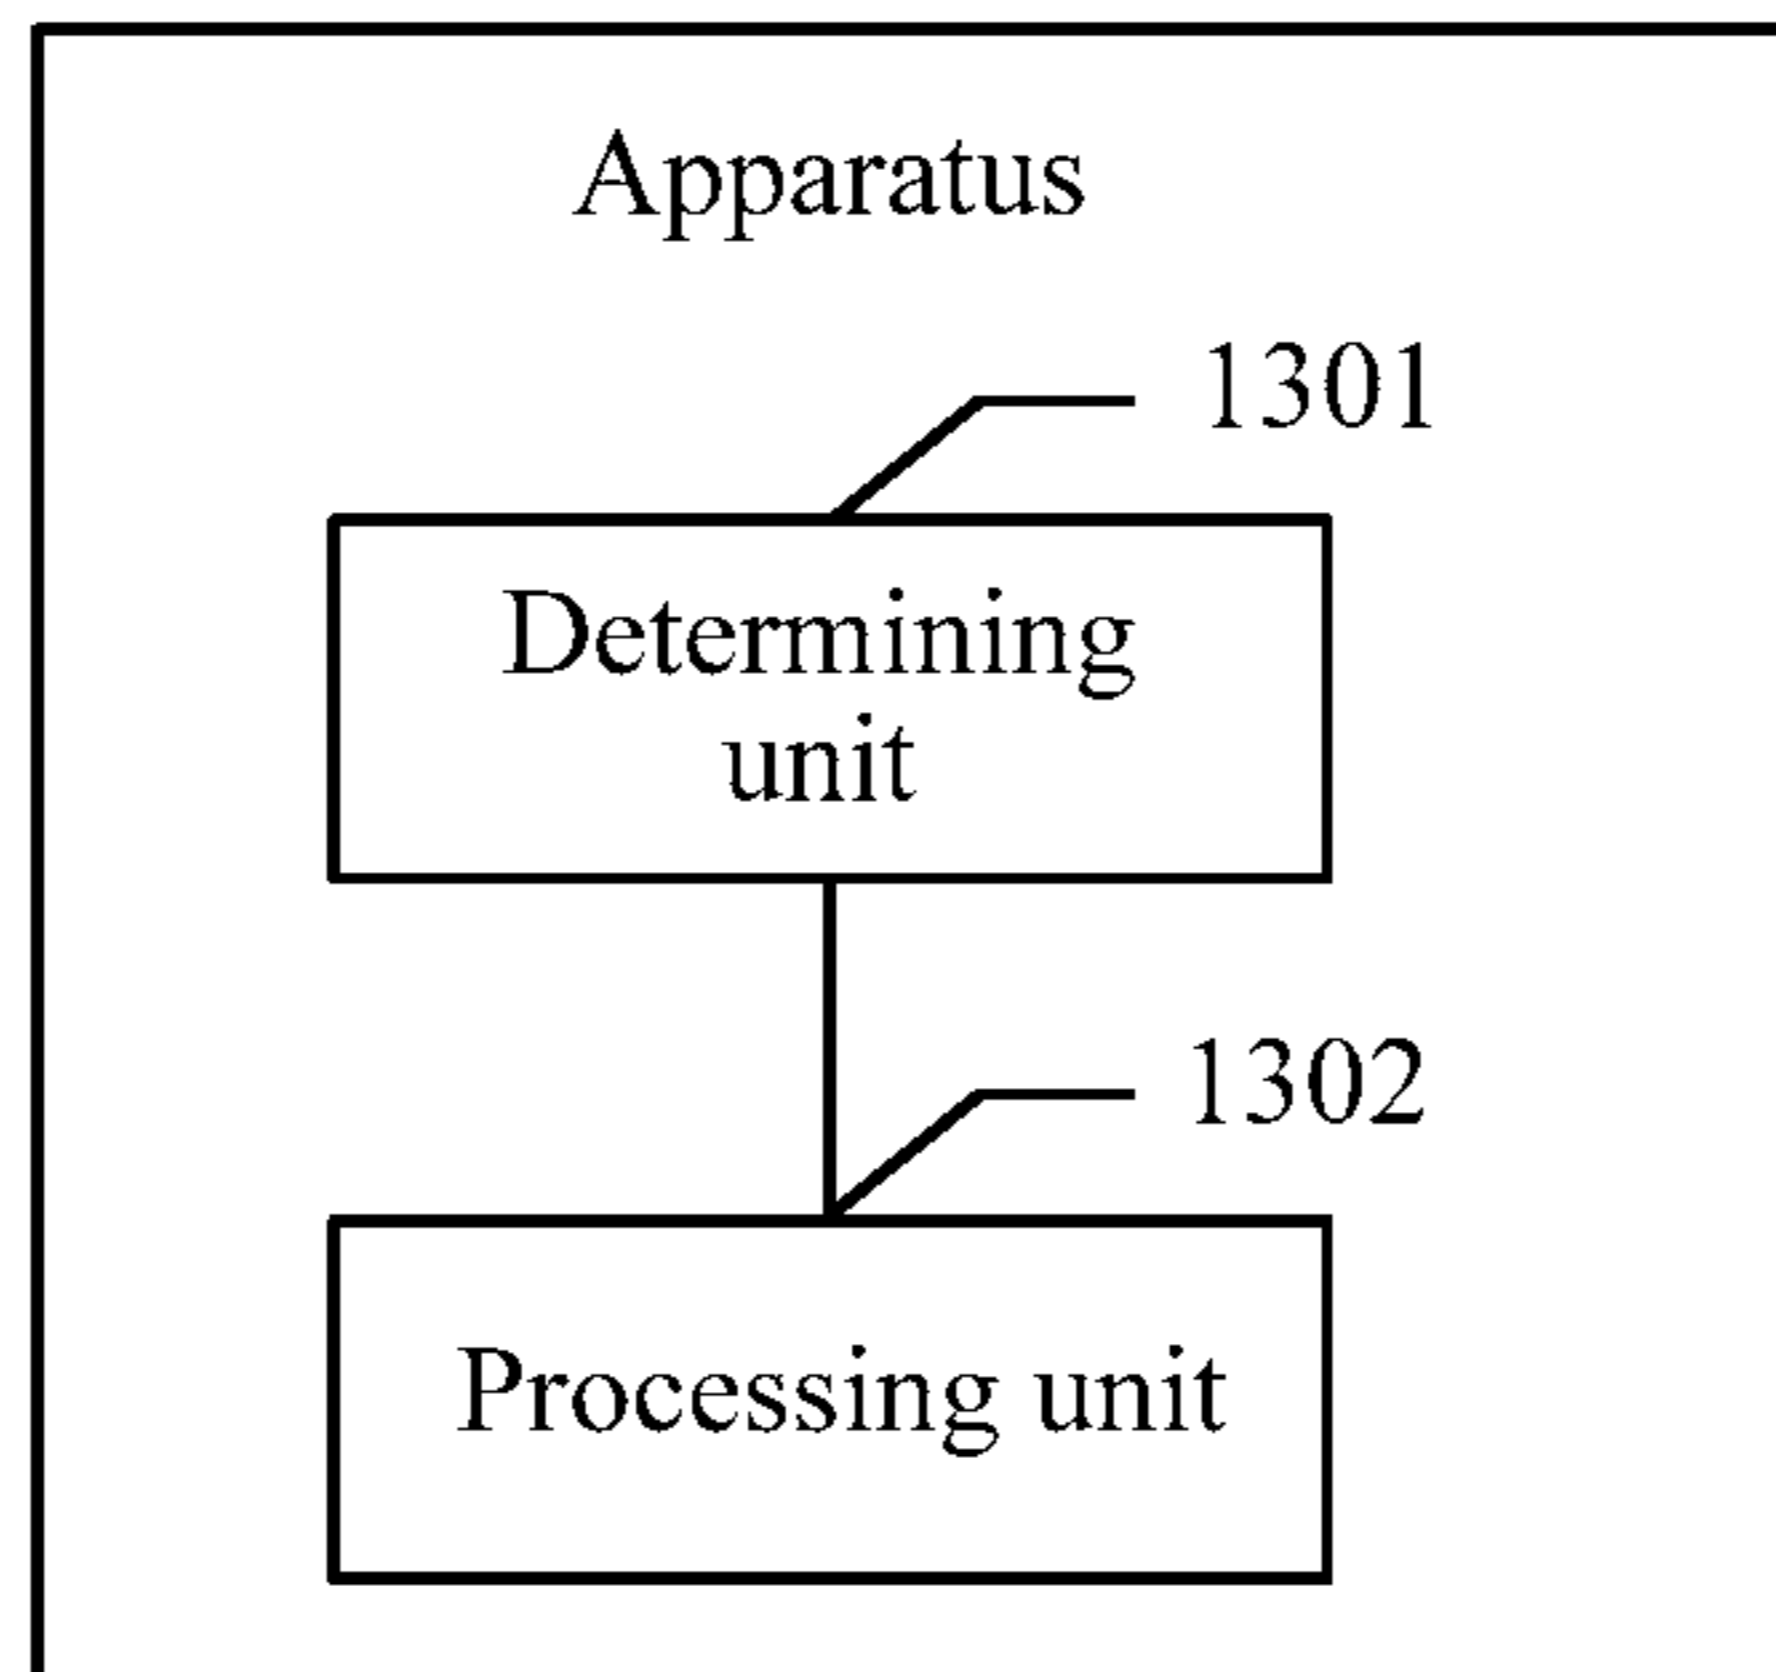 Apparatus
1301
Determining
unit
1302
Processing unit